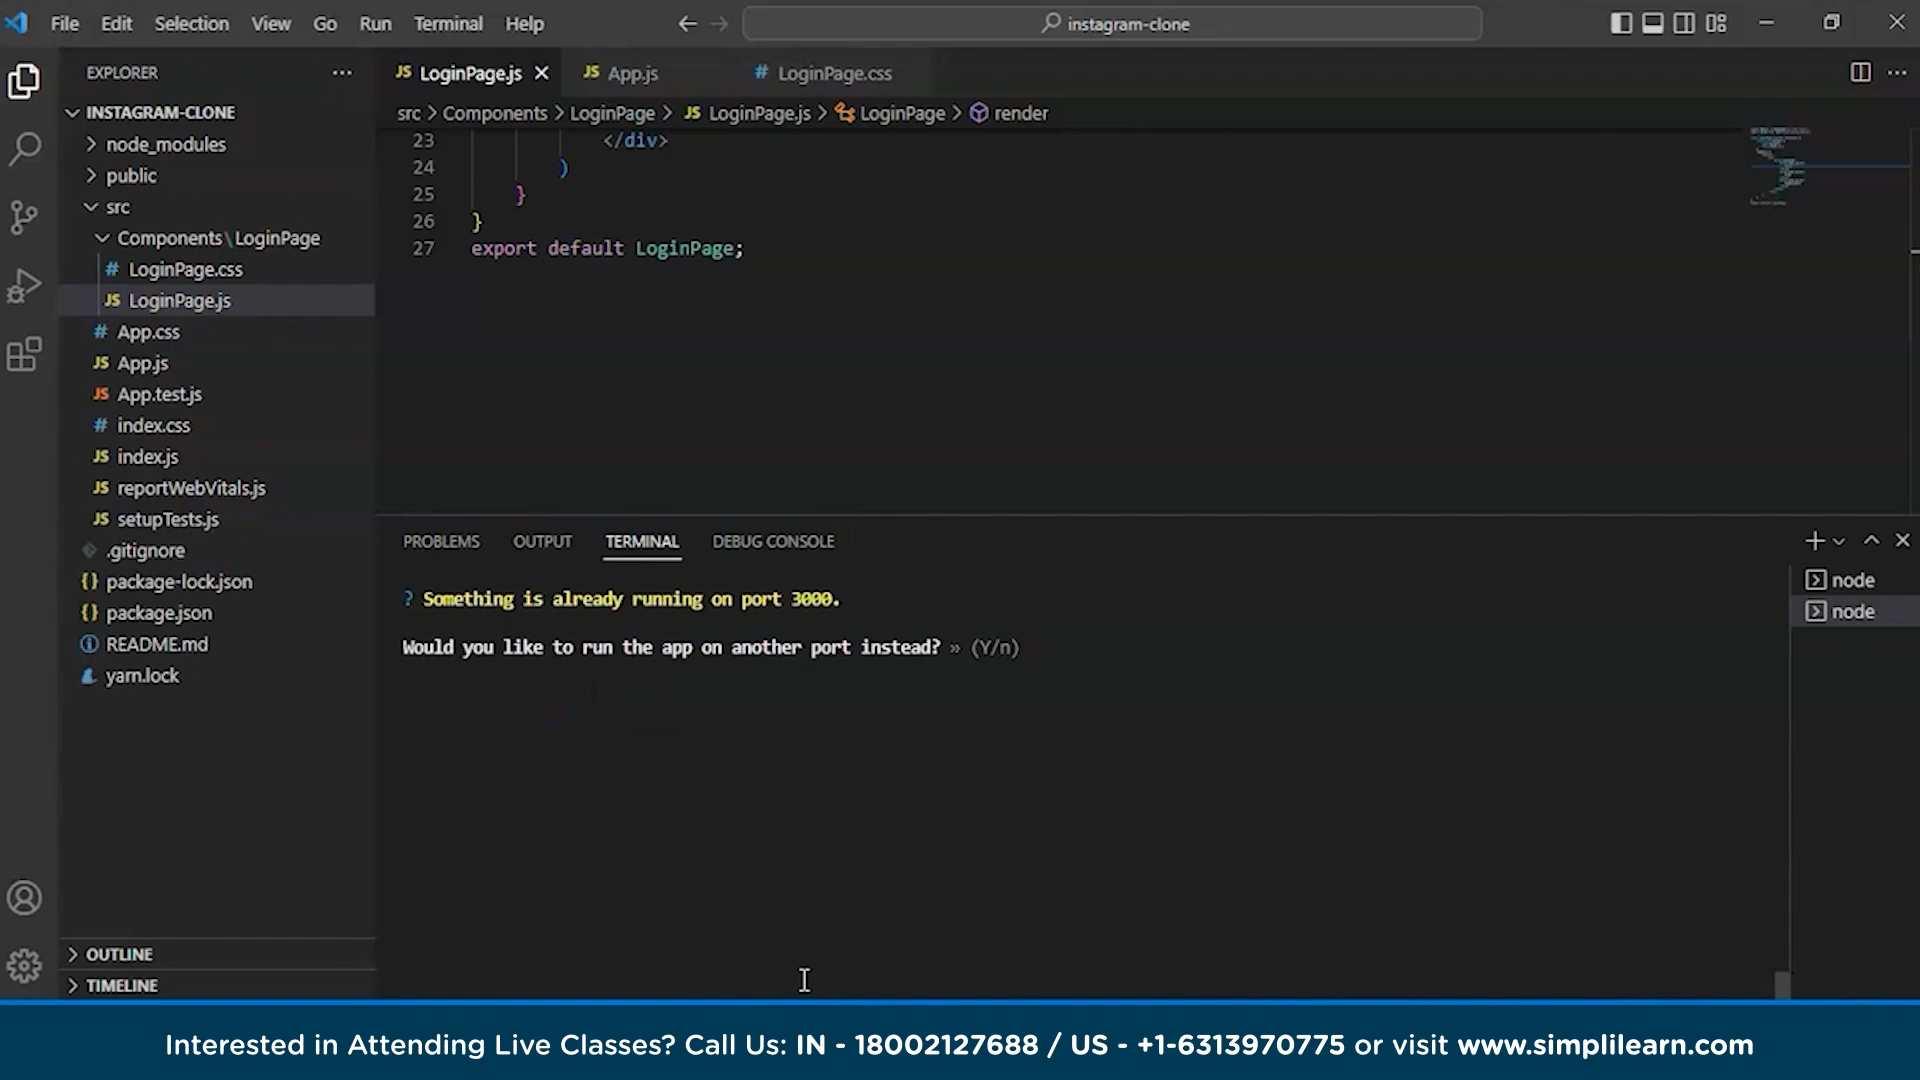 File Edit Selection View Go Run Terminal Help
instagram-clone
EXPLORER
INSTAGRAM-CLONE
node_modules
public
src
Components\LoginPage
# LoginPage.css
JS LoginPage.js
# App.css
JS App.js
JS App.test.js
# index.css
JS index.js
JS reportWebVitals.js
JS setupTests.js
.gitignore
{} package-lock.json
{} package.json
README.md
yarn.lock
OUTLINE
TIMELINE
JS LoginPage.js
JS App.js
# LoginPage.css
src > Components > LoginPage > JS LoginPage.js > LoginPage > render
23 </div>
24 )
25 }
26 }
27 export default LoginPage;
PROBLEMS OUTPUT TERMINAL DEBUG CONSOLE
? Something is already running on port 3000.
Would you like to run the app on another port instead? » (Y/n)
node
node
Interested in Attending Live Classes? Call Us: IN - 18002127688 / US - +1-6313970775 or visit www.simplilearn.com